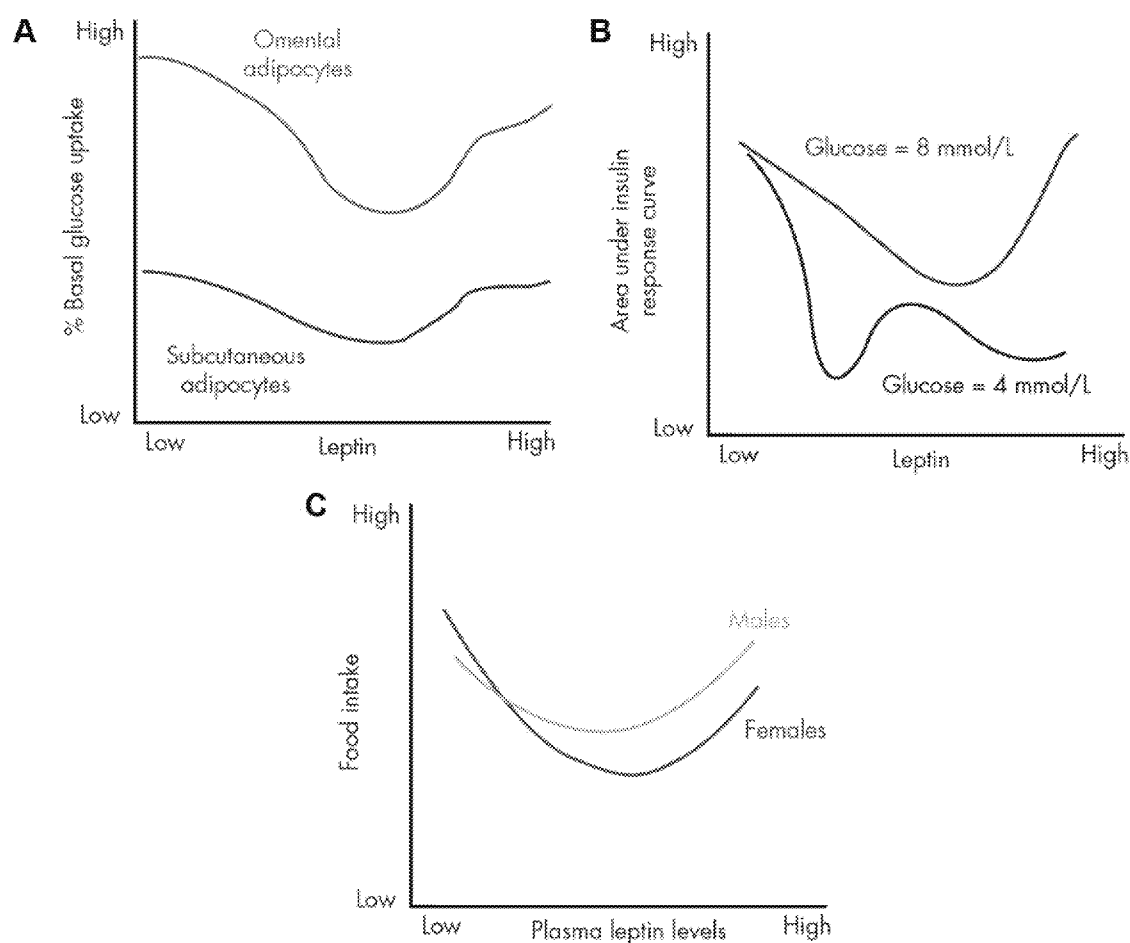 A
High
Omental
adipocytes
% Basal glucose uptake
Subcutaneous
adipocytes
Low
Low
Leptin
High
B
High
Glucose = 8 mmol/L
Area under insulin
response curve
Glucose = 4 mmol/L
Low
Low
Leptin
High
C
High
Males
Food intake
Females
Low
Low
Plasma leptin levels
High